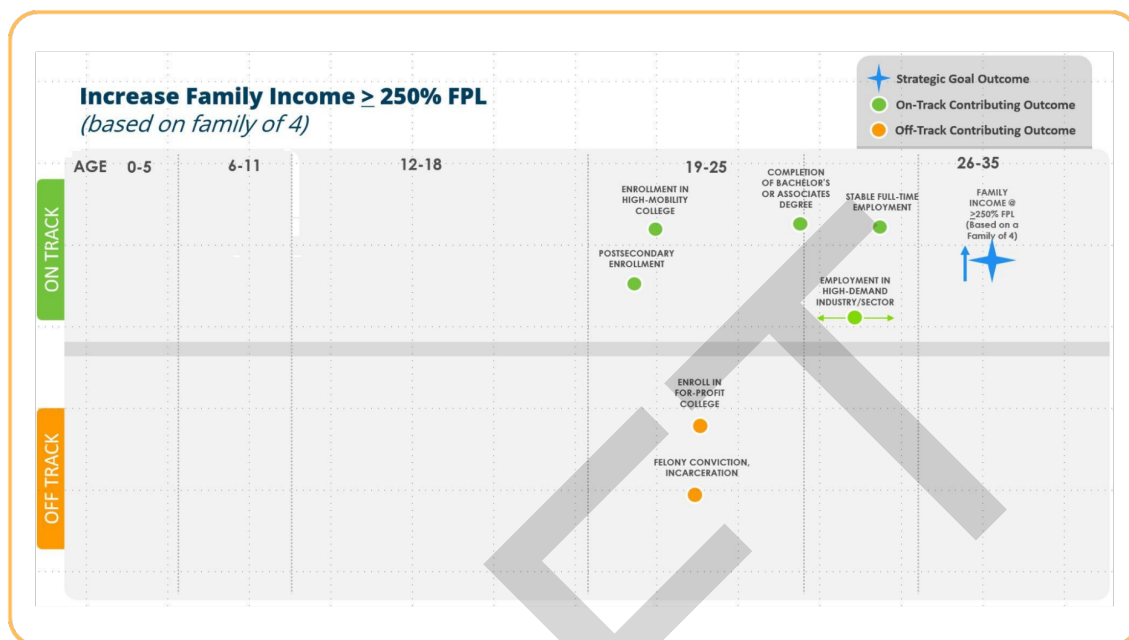 Increase Family Income ≥ 250% FPL
(based on family of 4)
Strategic Goal Outcome
On-Track Contributing Outcome
Off-Track Contributing Outcome
AGE 0-5 6-11 12-18 19-25 26-35
ON TRACK
ENROLLMENT IN
HIGH-MOBILITY
COLLEGE
POSTSECONDARY
ENROLLMENT
COMPLETION
OF BACHELOR'S
OR ASSOCIATES
DEGREE
STABLE FULL-TIME
EMPLOYMENT
EMPLOYMENT IN
HIGH-DEMAND
INDUSTRY/SECTOR
FAMILY
INCOME @
≥250% FPL
(Based on a
Family of 4)
OFF TRACK
ENROLL IN
FOR-PROFIT
COLLEGE
FELONY CONVICTION,
INCARCERATION